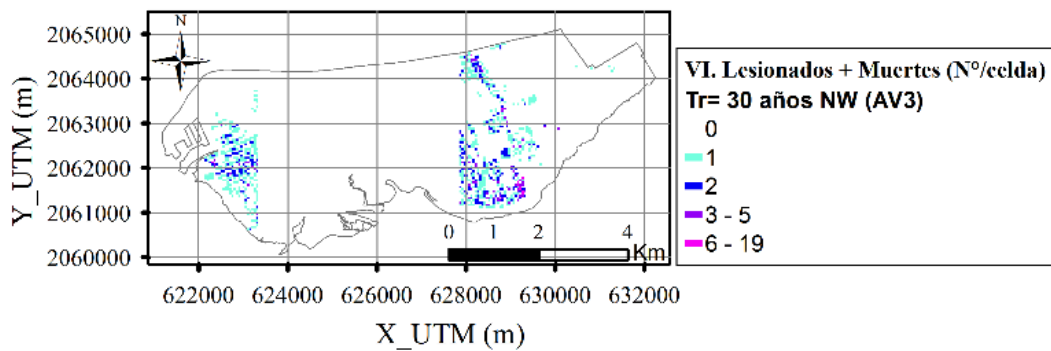 N
2065000
2064000
2063000
2062000
2061000
2060000
Y_UTM (m)
0 1 2 4
Km
622000 624000 626000 628000 630000 632000
X_UTM (m)
VI. Lesionados + Muertes (N°/celda)
Tr= 30 años NW (AV3)
0
1
2
3 - 5
6 - 19